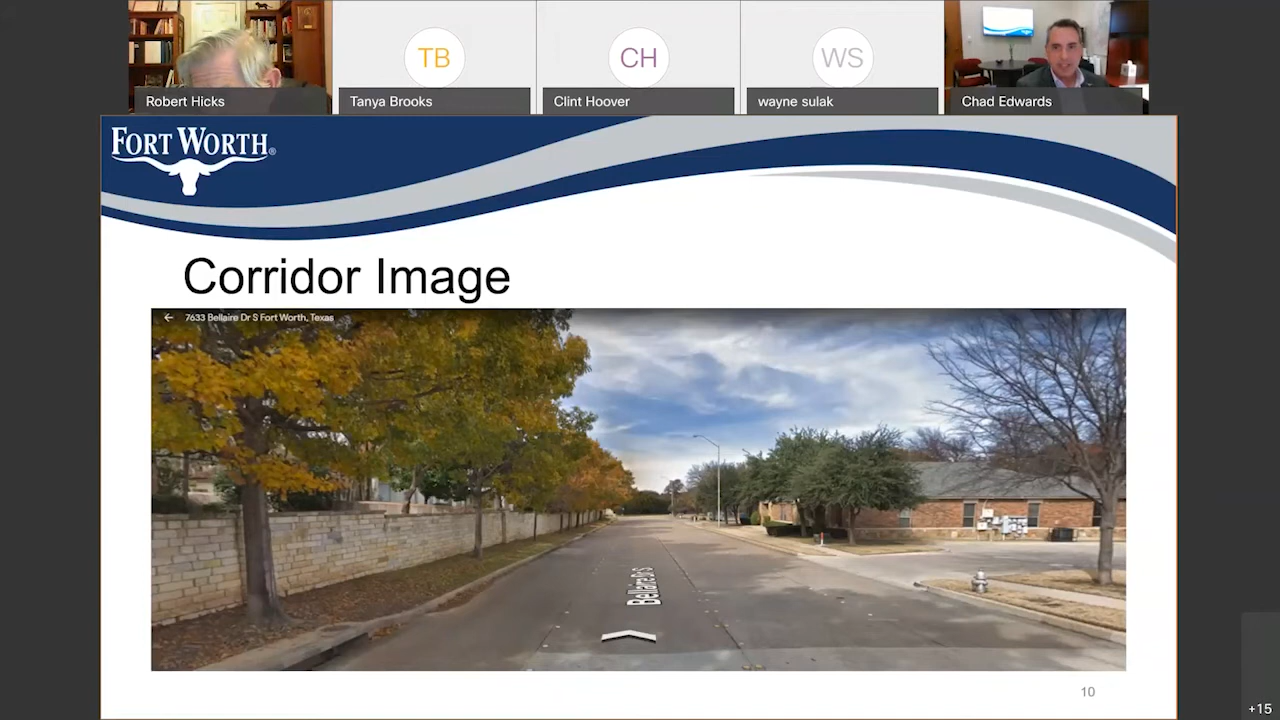 TB
CH
WS
Robert Hicks
Tanya Brooks
Clint Hoover
wayne sulak
Chad Edwards
FORT WORTH®
Corridor Image
7633 Bellaire Dr S Fort Worth, Texas
Bellaire Dr S
10
+15